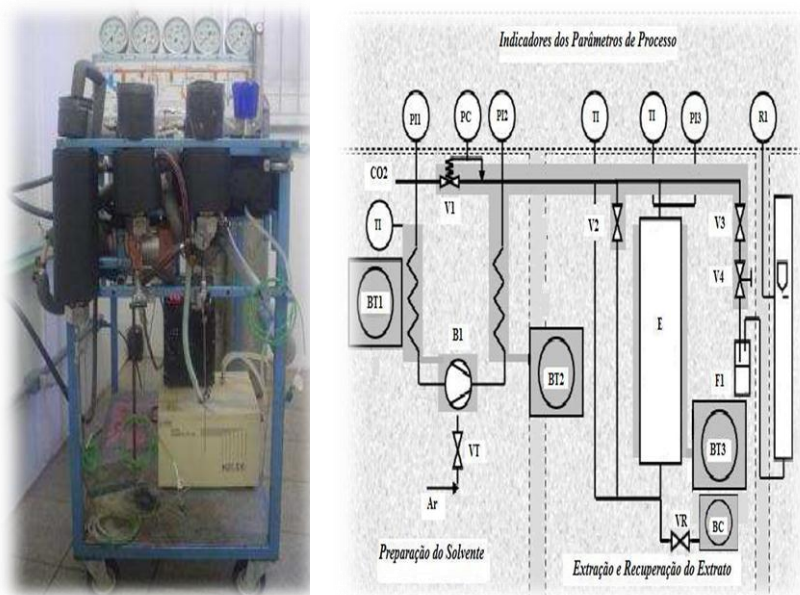 Indicadores dos Parâmetros de Processo
PI1
PC
PI2
TI
TI
PI3
R1
CO2
V1
V2
V3
TI
V4
BT1
B1
E
BT2
F1
VT
BT3
Ar
VR
BC
Preparação do Solvente
Extração e Recuperação do Extrato